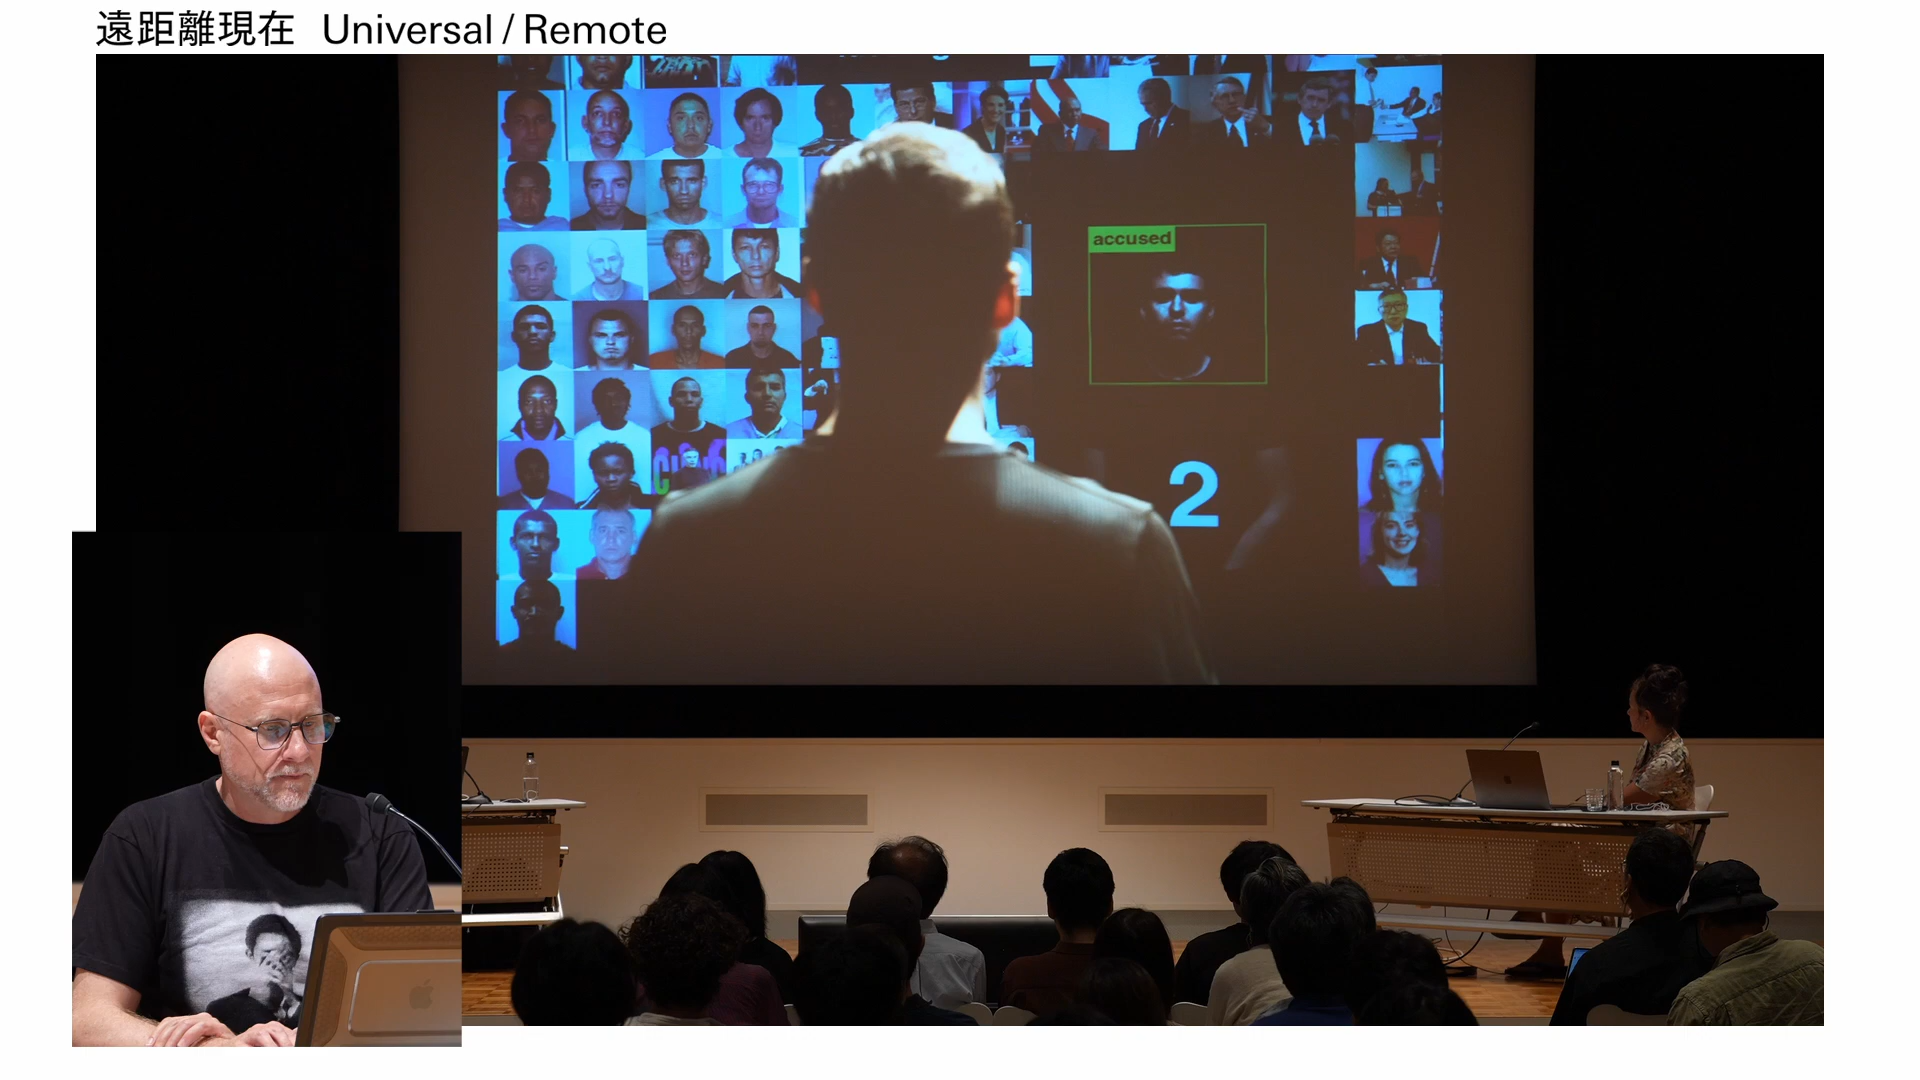 遠距離現在 Universal / Remote
accused
2